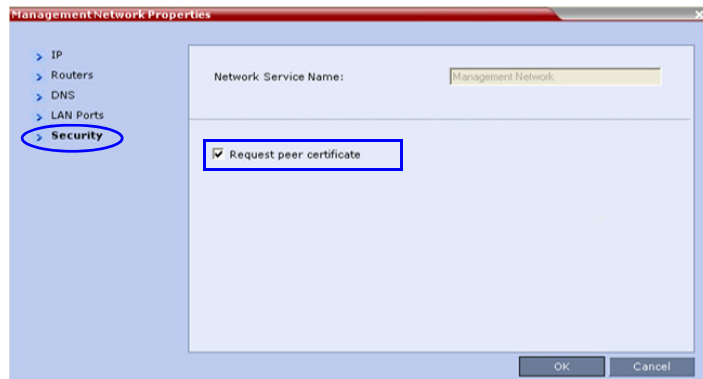 Management Network Properties
IP
Routers
DNS
LAN Ports
Security
Network Service Name:
Management Network
Request peer certificate
OK
Cancel